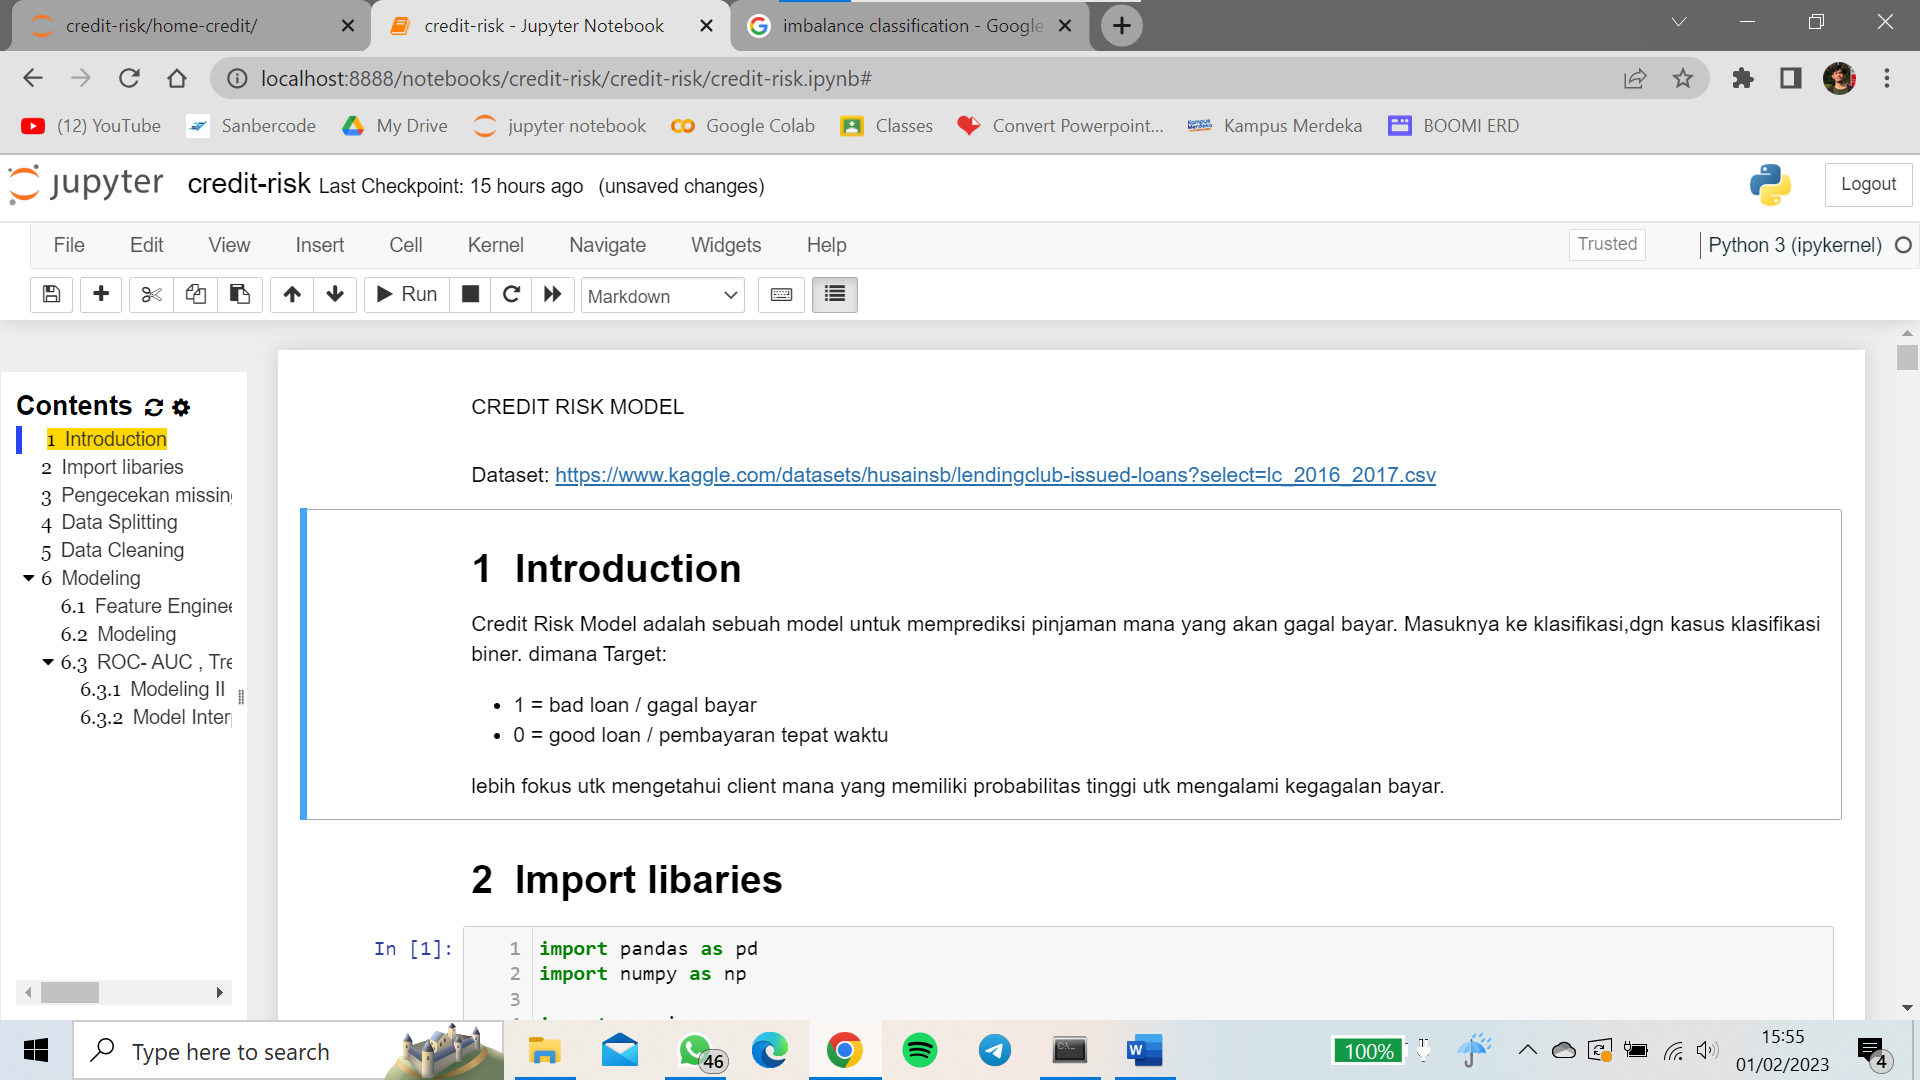 credit-risk/home-credit/
credit-risk - Jupyter Notebook
imbalance classification - Google
localhost:8888/notebooks/credit-risk/credit-risk/credit-risk.ipynb#
(12) YouTube
Sanbercode
My Drive
jupyter notebook
Google Colab
Classes
Convert Powerpoint...
Kampus Merdeka
BOOMI ERD
jupyter credit-risk Last Checkpoint: 15 hours ago (unsaved changes)
Logout
File Edit View Insert Cell Kernel Navigate Widgets Help
Trusted
Python 3 (ipykernel)
Run
Markdown
Contents
1 Introduction
2 Import libaries
3 Pengecekan missing
4 Data Splitting
5 Data Cleaning
6 Modeling
6.1 Feature Enginee
6.2 Modeling
6.3 ROC- AUC , Tre
6.3.1 Modeling II
6.3.2 Model Inter
CREDIT RISK MODEL
Dataset: https://www.kaggle.com/datasets/husainsb/lendingclub-issued-loans?select=lc_2016_2017.csv
1 Introduction
Credit Risk Model adalah sebuah model untuk memprediksi pinjaman mana yang akan gagal bayar. Masuknya ke klasifikasi,dgn kasus klasifikasi
biner. dimana Target:
• 1 = bad loan / gagal bayar
• 0 = good loan / pembayaran tepat waktu
lebih fokus utk mengetahui client mana yang memiliki probabilitas tinggi utk mengalami kegagalan bayar.
2 Import libaries
In [1]:
1 import pandas as pd
2 import numpy as np
3
Type here to search
46
100%
15:55
01/02/2023
4